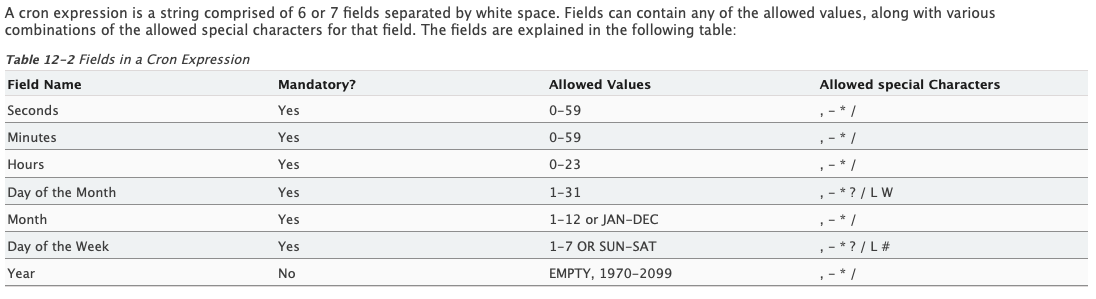 A cron expression is a string comprised of 6 or 7 fields separated by white space. Fields can contain any of the allowed values, along with various
combinations of the allowed special characters for that field. The fields are explained in the following table:
Table 12-2 Fields in a Cron Expression
Field Name Mandatory? Allowed Values Allowed special Characters
Seconds Yes 0-59 , - * /
Minutes Yes 0-59 , - * /
Hours Yes 0-23 , - * /
Day of the Month Yes 1-31 , - * ? / L W
Month Yes 1-12 or JAN-DEC , - * /
Day of the Week Yes 1-7 OR SUN-SAT , - * ? / L #
Year No EMPTY, 1970-2099 , - * /